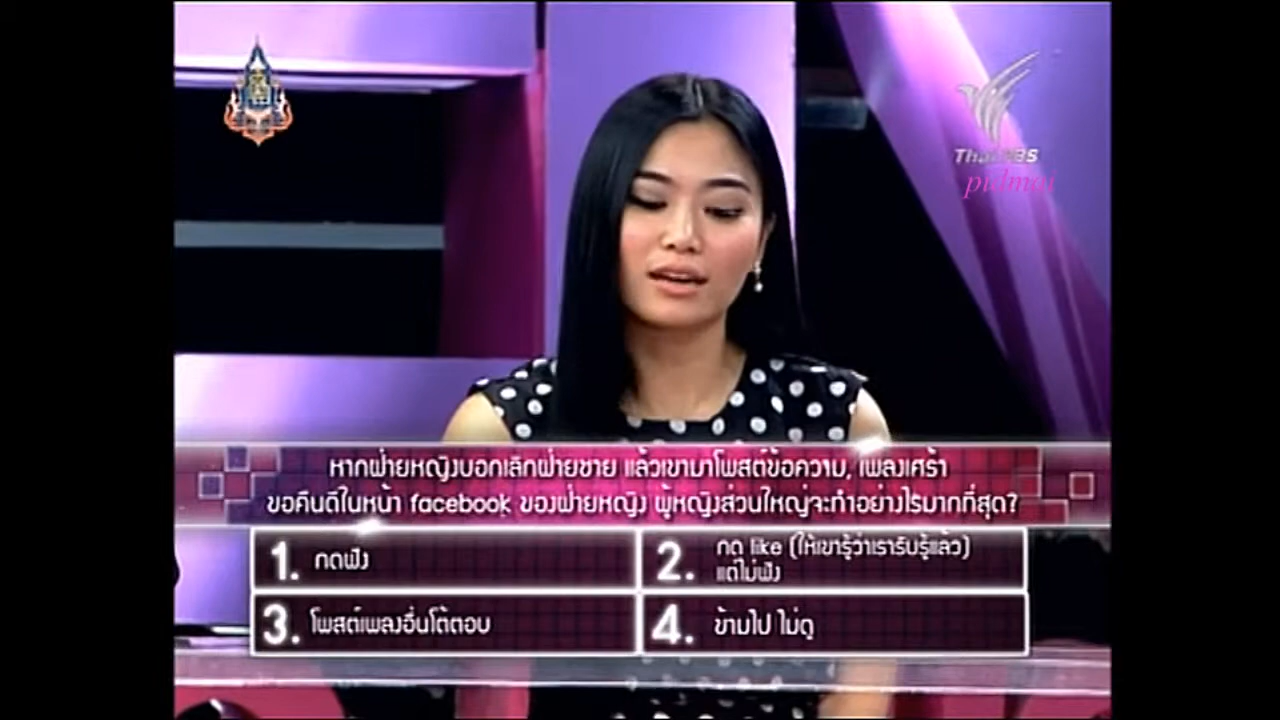 ThaiPBS
pidmai
หากฝ่ายหญิงบอกเลิกฝ่ายชาย แล้วเขามาโพสต์ข้อความ, เพลงเศร้า
ขอคืนดีในหน้า facebook ของฝ่ายหญิง ผู้หญิงส่วนใหญ่จะทำอย่างไรมากที่สุด?
1. กดฟัง
2. กด like (ให้เขารู้ว่าเรารับรู้แล้ว)
แต่ไม่ฟัง
3. โพสต์เพลงอื่นโต้ตอบ
4. ข้ามไป ไม่ดู